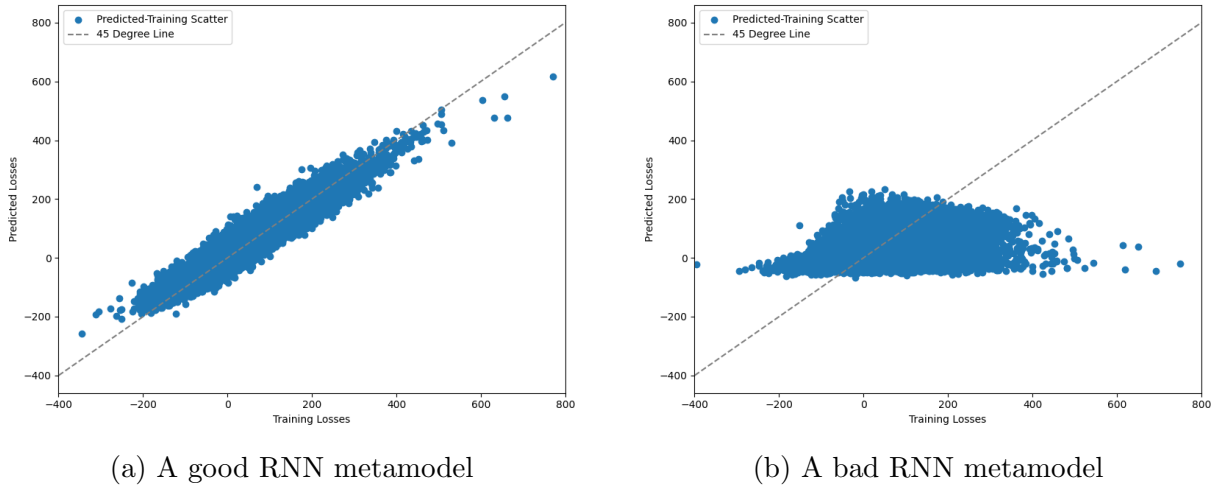 Predicted-Training Scatter
45 Degree Line
800
600
400
200
0
−200
−400
Predicted Losses
−400 −200 0 200 400 600 800
Training Losses
(a) A good RNN metamodel
Predicted-Training Scatter
45 Degree Line
800
600
400
200
0
−200
−400
Predicted Losses
−400 −200 0 200 400 600 800
Training Losses
(b) A bad RNN metamodel